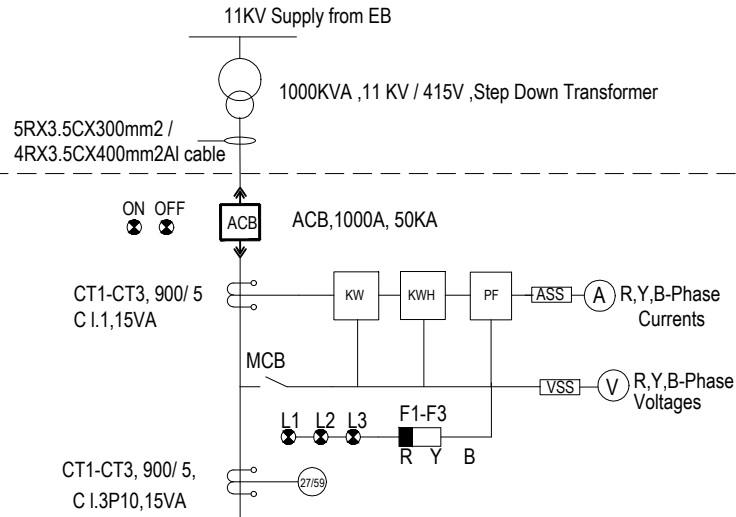 11KV Supply from EB
1000KVA ,11 KV / 415V ,Step Down Transformer
5RX3.5CX300mm2 /
4RX3.5CX400mm2Al cable
ON OFF
ACB
ACB,1000A, 50KA
CT1-CT3, 900/ 5
C l.1,15VA
KW
KWH
PF
ASS
A
R,Y,B-Phase
Currents
MCB
VSS
V
R,Y,B-Phase
Voltages
L1 L2 L3
F1-F3
R Y B
CT1-CT3, 900/ 5,
C l.3P10,15VA
27/59